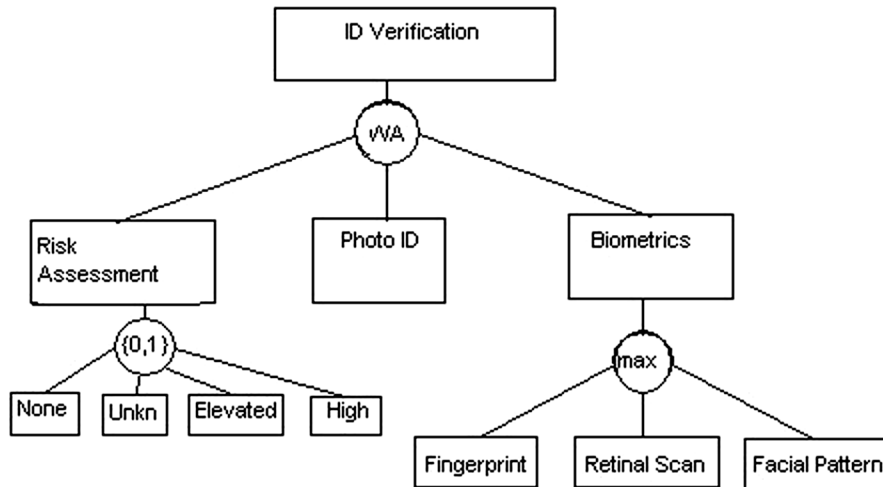 ID Verification
WA
Risk
Assessment
Photo ID
Biometrics
{0,1}
max
None
Unkn
Elevated
High
Fingerprint
Retinal Scan
Facial Pattern